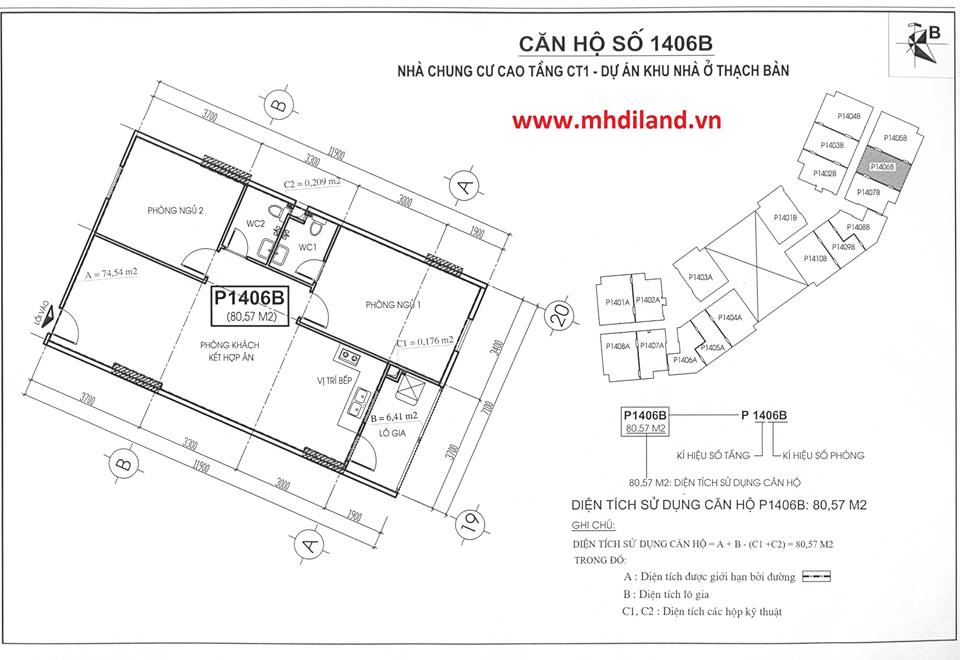 CĂN HỘ SỐ 1406B
NHÀ CHUNG CƯ CAO TẦNG CT1 - DỰ ÁN KHU NHÀ Ở THẠCH BÀN
www.mhdiland.vn
B
B
A
20
19
A
B
3700
11900
3300
3000
1900
C2 = 0,209 m2
PHÒNG NGỦ 2
WC2
WC1
A = 74,54 m2
P1406B
(80,57 M2)
PHÒNG NGỦ 1
LỐI VÀO
PHÒNG KHÁCH
KẾT HỢP ĂN
C1 = 0,176 m2
VỊ TRÍ BẾP
B = 6,41 m2
LÔ GIA
3400
7100
3700
3700
3300
11900
3000
1900
P1404B
P1405B
P1403B
P1406B
P1402B
P1407B
P1401B
P1408B
P1409B
P1410B
P1403A
P1401A
P1402A
P1404A
P1405A
P1408A
P1407A
P1406A
P1406B
80,57 M2
P 1406B
KÍ HIỆU SỐ TẦNG
KÍ HIỆU SỐ PHÒNG
80,57 M2: DIỆN TÍCH SỬ DỤNG CĂN HỘ
DIỆN TÍCH SỬ DỤNG CĂN HỘ P1406B: 80,57 M2
GHI CHÚ:
DIỆN TÍCH SỬ DỤNG CĂN HỘ = A + B - (C1 +C2) = 80,57 M2
TRONG ĐÓ:
A : Diện tích được giới hạn bởi đường
B : Diện tích lô gia
C1, C2 : Diện tích các hộp kỹ thuật